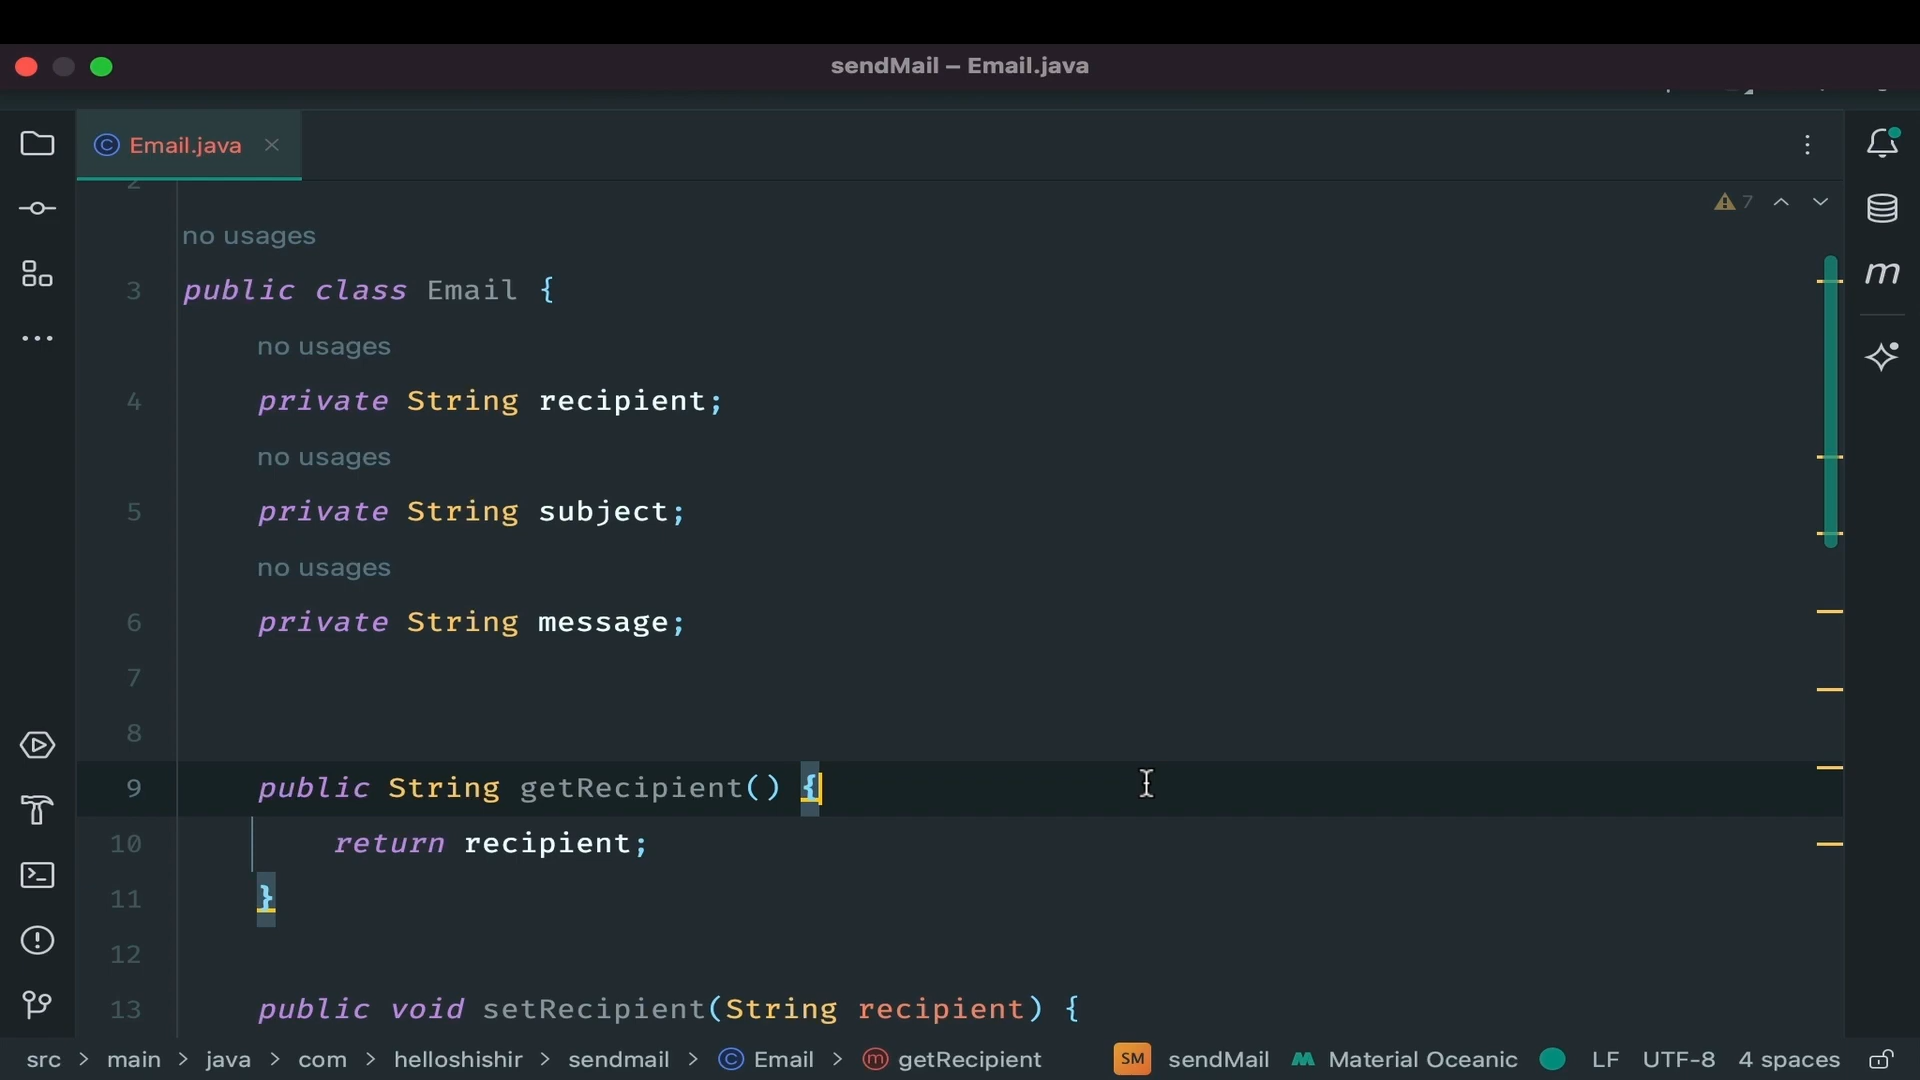 sendMail – Email.java
Email.java
2
7
no usages
3 public class Email {
no usages
4 private String recipient;
no usages
5 private String subject;
no usages
6 private String message;
7
8
9 public String getRecipient() {
10 return recipient;
11 }
12
13 public void setRecipient(String recipient) {
src > main > java > com > helloshishir > sendmail > © Email > m getRecipient SM sendMail Material Oceanic LF UTF-8 4 spaces